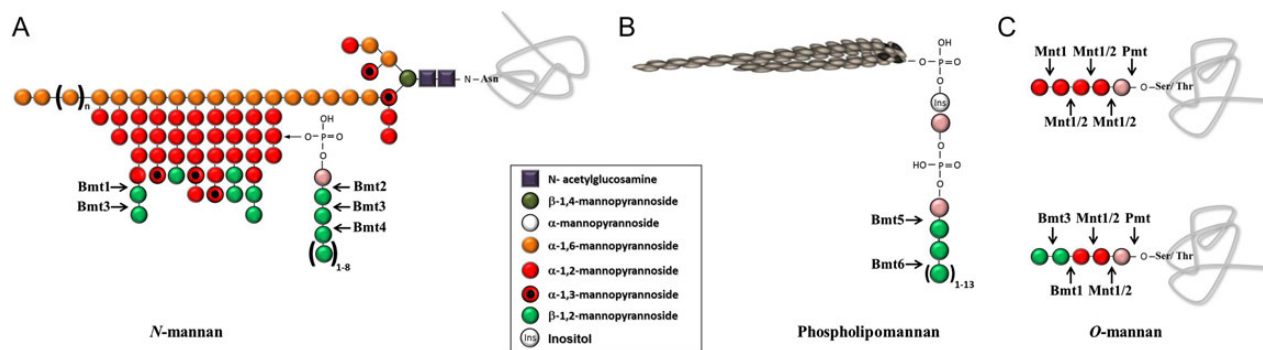 A
n
N
Asn
OH
O
P
O
O
Bmt1
Bmt3
Bmt2
Bmt3
Bmt4
1-8
N-mannan
N- acetylglucosamine
β-1,4-mannopyrannoside
α-mannopyrannoside
α-1,6-mannopyrannoside
α-1,2-mannopyrannoside
α-1,3-mannopyrannoside
β-1,2-mannopyrannoside
Ins Inositol
B
OH
O
P
O
O
Ins
O
HO
P
O
O
Bmt5
Bmt6
1-13
Phospholipomannan
C
Mnt1 Mnt1/2 Pmt
O Ser/ Thr
Mnt1/2 Mnt1/2
Bmt3 Mnt1/2 Pmt
O Ser/ Thr
Bmt1 Mnt1/2
O-mannan